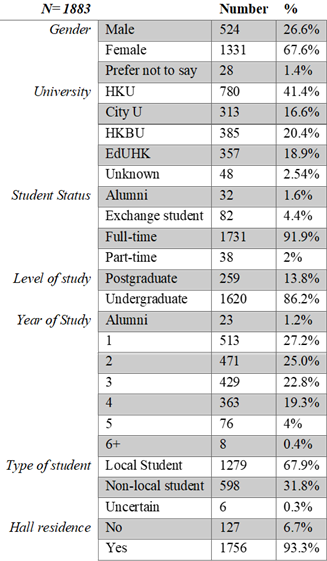 N= 1883 Number %
Gender Male 524 26.6%
Female 1331 67.6%
Prefer not to say 28 1.4%
University HKU 780 41.4%
City U 313 16.6%
HKBU 385 20.4%
EdUHK 357 18.9%
Unknown 48 2.54%
Student Status Alumni 32 1.6%
Exchange student 82 4.4%
Full-time 1731 91.9%
Part-time 38 2%
Level of study Postgraduate 259 13.8%
Undergraduate 1620 86.2%
Year of Study Alumni 23 1.2%
1 513 27.2%
2 471 25.0%
3 429 22.8%
4 363 19.3%
5 76 4%
6+ 8 0.4%
Type of student Local Student 1279 67.9%
Non-local student 598 31.8%
Uncertain 6 0.3%
Hall residence No 127 6.7%
Yes 1756 93.3%